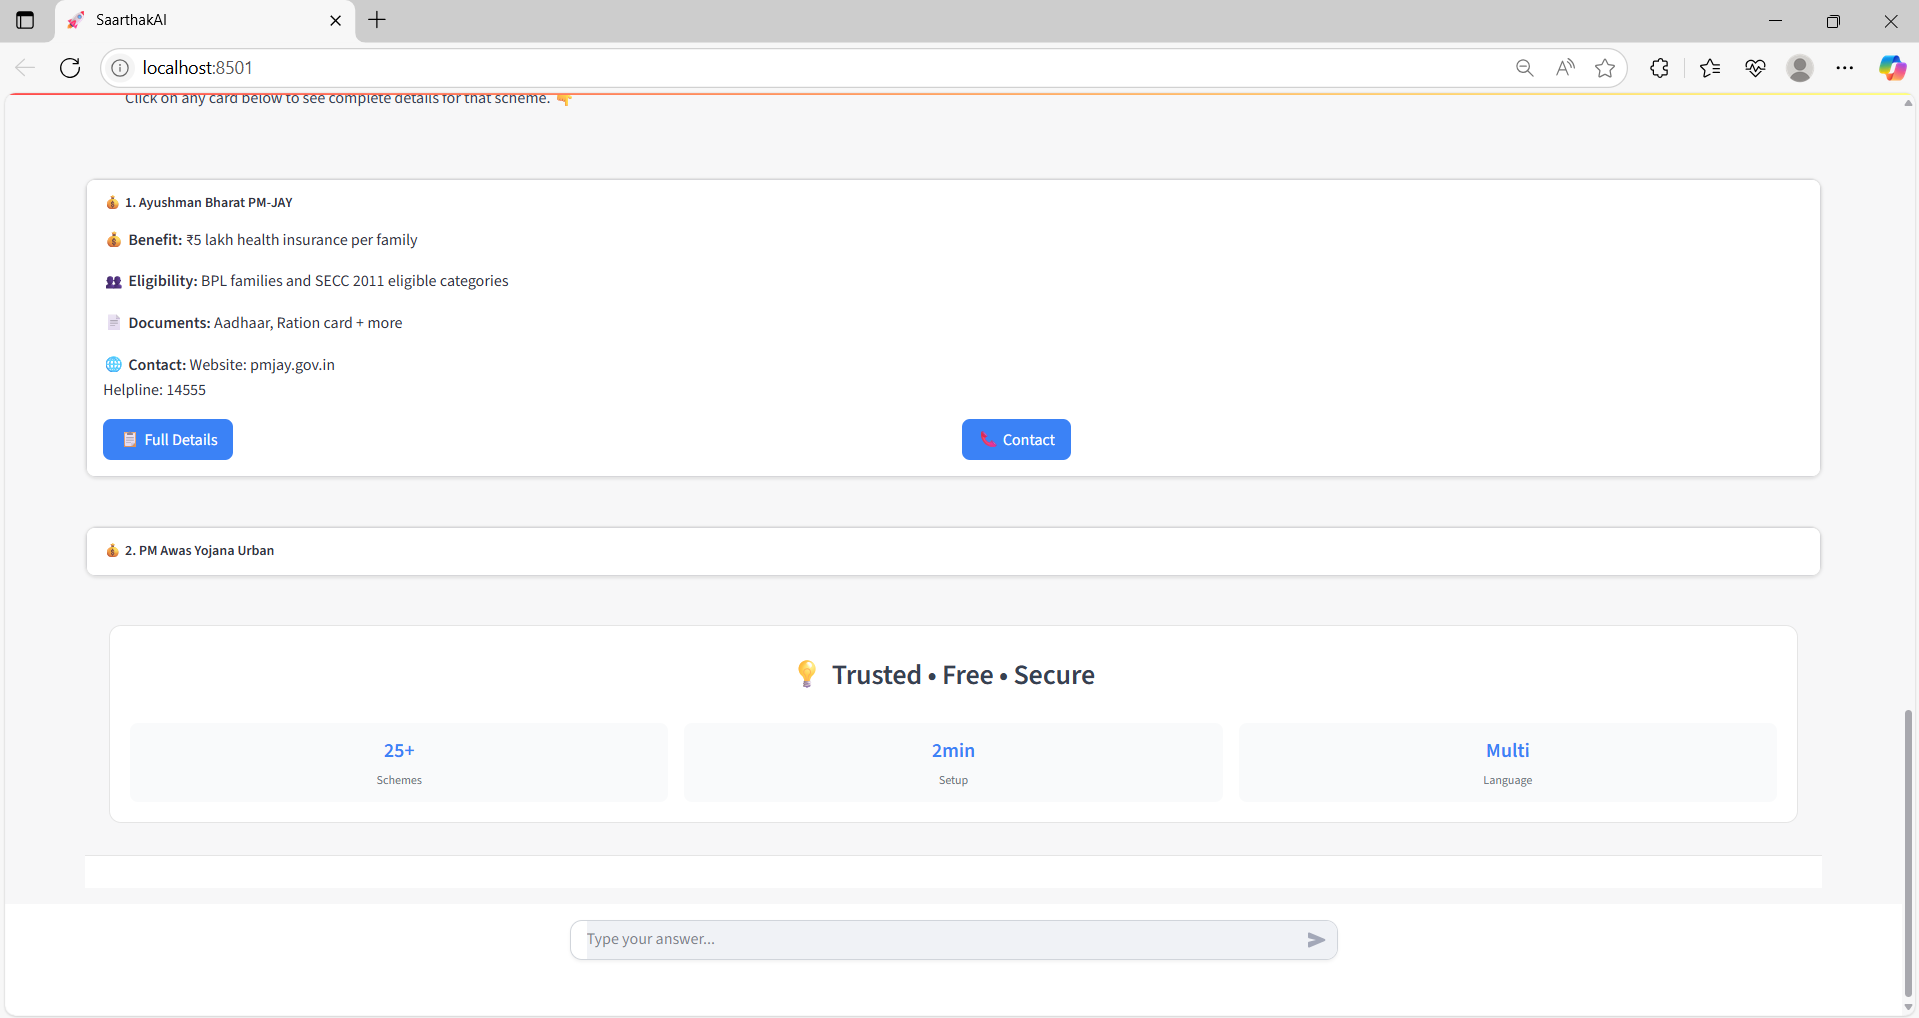 SaarthakAI
localhost:8501
Click on any card below to see complete details for that scheme. 👇
💰 1. Ayushman Bharat PM-JAY
💰 Benefit: ₹5 lakh health insurance per family
👥 Eligibility: BPL families and SECC 2011 eligible categories
📄 Documents: Aadhaar, Ration card + more
🌐 Contact: Website: pmjay.gov.in
Helpline: 14555
📋 Full Details
📞 Contact
💰 2. PM Awas Yojana Urban
💡 Trusted • Free • Secure
25+
Schemes
2min
Setup
Multi
Language
Type your answer...